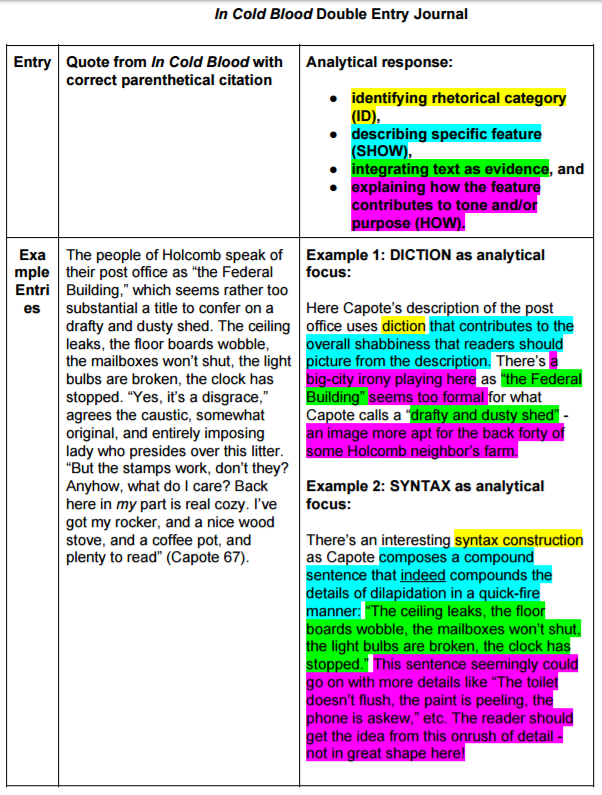 In Cold Blood Double Entry Journal
Entry
Quote from In Cold Blood with
correct parenthetical citation
Analytical response:
● identifying rhetorical category
(ID),
● describing specific feature
(SHOW),
● integrating text as evidence, and
● explaining how the feature
contributes to tone and/or
purpose (HOW).
Exa
mple
Entri
es
The people of Holcomb speak of
their post office as “the Federal
Building,” which seems rather too
substantial a title to confer on a
drafty and dusty shed. The ceiling
leaks, the floor boards wobble,
the mailboxes won’t shut, the light
bulbs are broken, the clock has
stopped. “Yes, it’s a disgrace,”
agrees the caustic, somewhat
original, and entirely imposing
lady who presides over this litter.
“But the stamps work, don’t they?
Anyhow, what do I care? Back
here in my part is real cozy. I’ve
got my rocker, and a nice wood
stove, and a coffee pot, and
plenty to read” (Capote 67).
Example 1: DICTION as analytical
focus:
Here Capote’s description of the post
office uses diction that contributes to the
overall shabbiness that readers should
picture from the description. There’s a
big-city irony playing here as “the Federal
Building” seems too formal for what
Capote calls a “drafty and dusty shed” -
an image more apt for the back forty of
some Holcomb neighbor’s farm.
Example 2: SYNTAX as analytical
focus:
There’s an interesting syntax construction
as Capote composes a compound
sentence that indeed compounds the
details of dilapidation in a quick-fire
manner: “The ceiling leaks, the floor
boards wobble, the mailboxes won’t shut,
the light bulbs are broken, the clock has
stopped.” This sentence seemingly could
go on with more details like “The toilet
doesn’t flush, the paint is peeling, the
phone is askew,” etc. The reader should
get the idea from this onrush of detail -
not in great shape here!